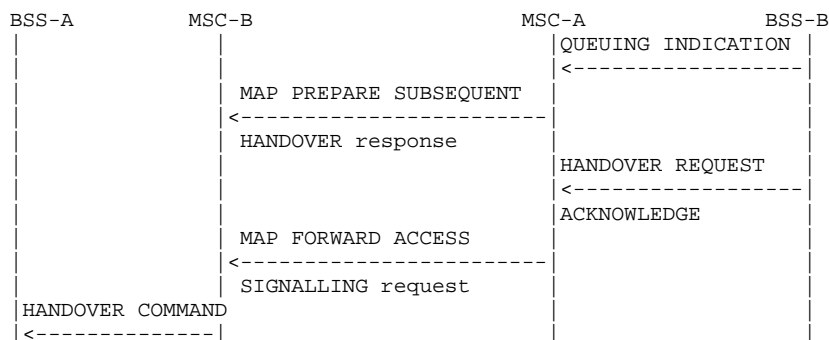 BSS-A MSC-B MSC-A BSS-B
QUEUING INDICATION
MAP PREPARE SUBSEQUENT
HANDOVER response
HANDOVER REQUEST
ACKNOWLEDGE
MAP FORWARD ACCESS
SIGNALLING request
HANDOVER COMMAND